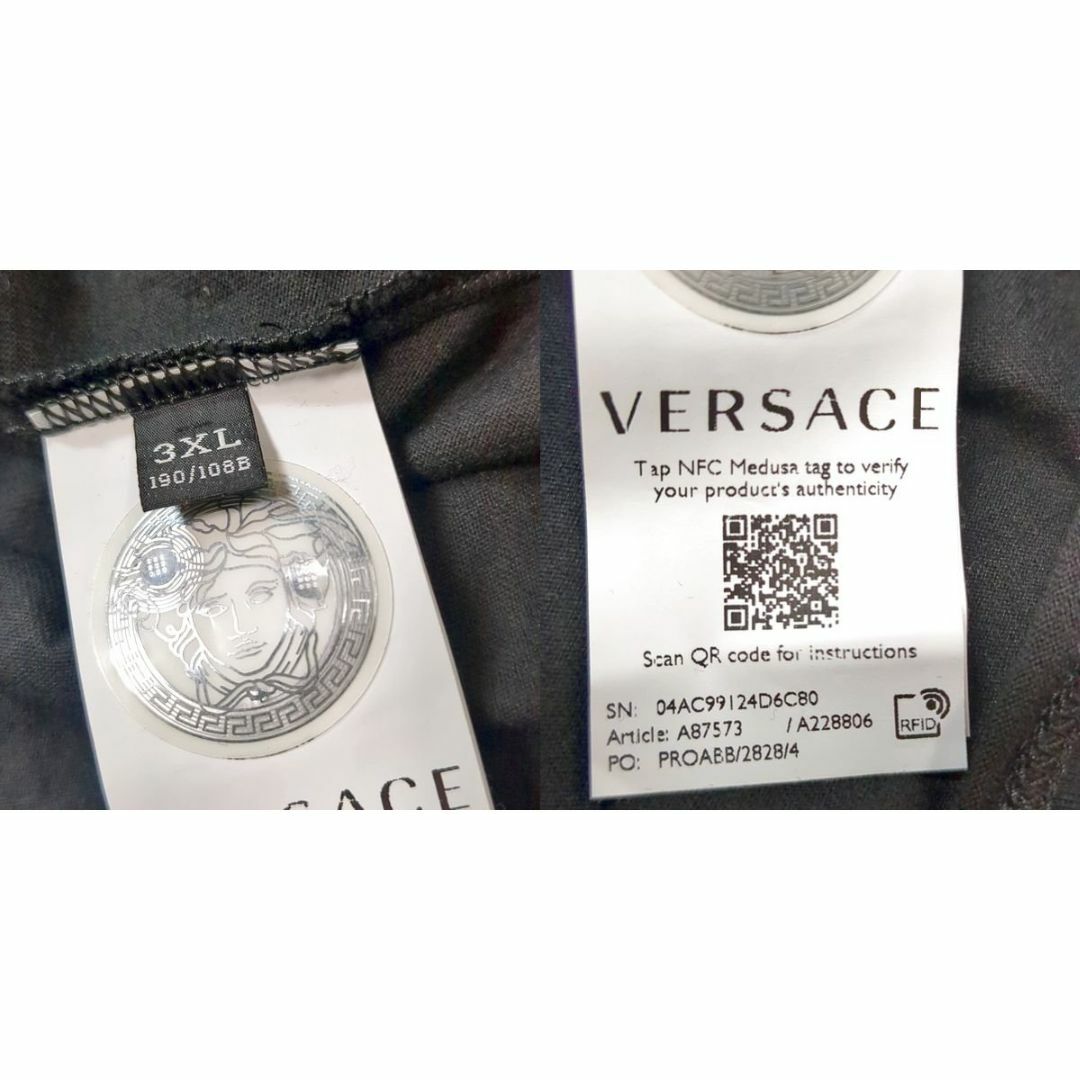 3XL
190/108B
SACE
VERSACE
Tap NFC Medusa tag to verify
your product's authenticity
Scan QR code for instructions
SN: 04AC99124D6C80
Article: A87573 /A228806
PO: PROABB/2828/4
RFID